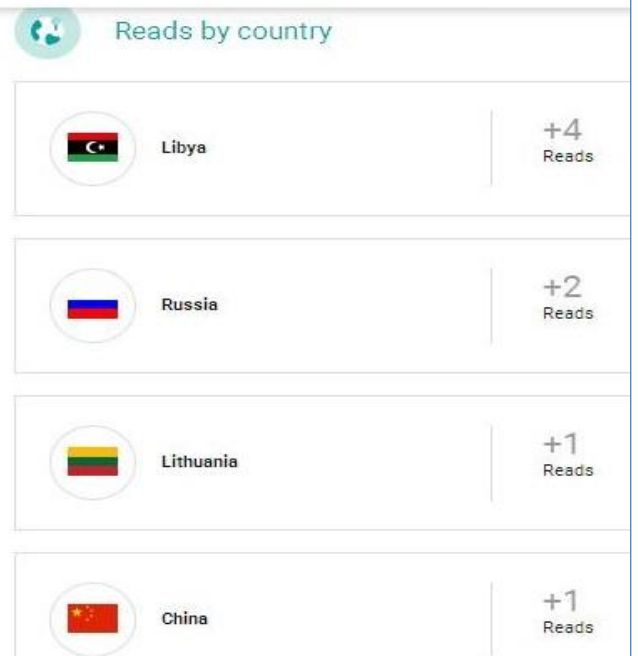 Reads by country
Libya
+4
Reads
Russia
+2
Reads
Lithuania
+1
Reads
China
+1
Reads